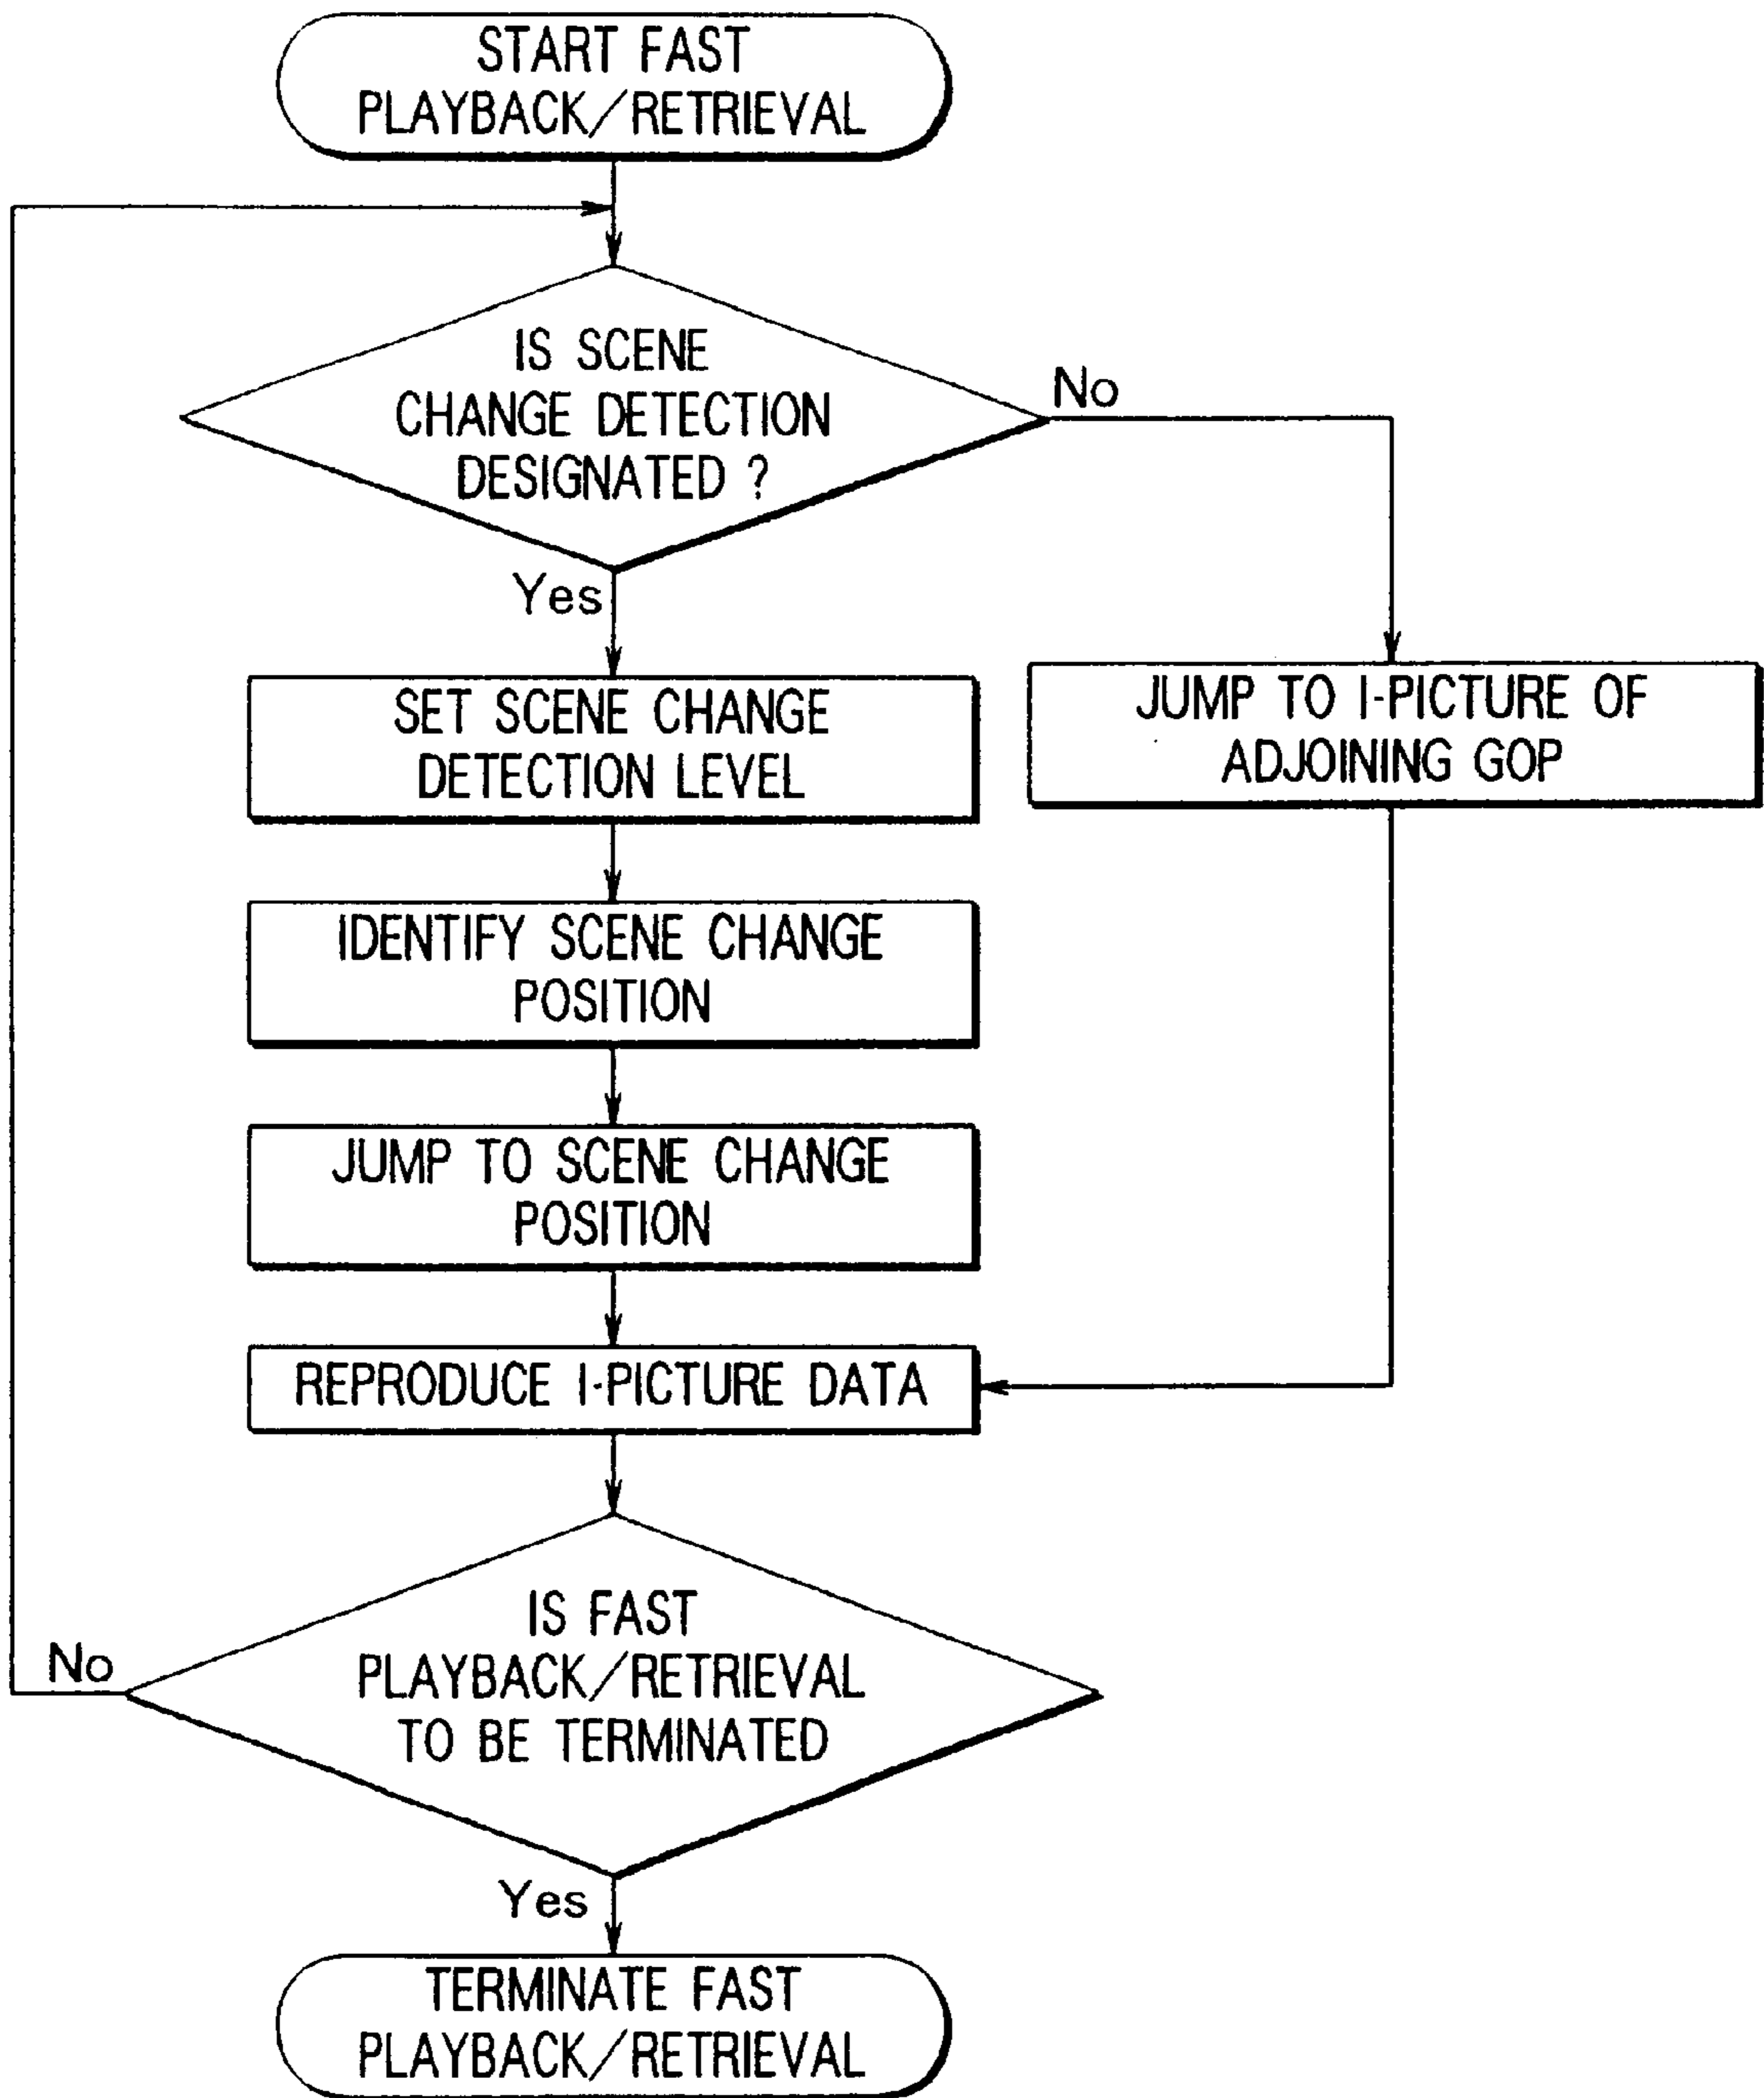 START FAST
PLAYBACK/RETRIEVAL
IS SCENE
CHANGE DETECTION
DESIGNATED ?
No
Yes
SET SCENE CHANGE
DETECTION LEVEL
JUMP TO I-PICTURE OF
ADJOINING GOP
IDENTIFY SCENE CHANGE
POSITION
JUMP TO SCENE CHANGE
POSITION
REPRODUCE I-PICTURE DATA
IS FAST
PLAYBACK/RETRIEVAL
TO BE TERMINATED
No
Yes
TERMINATE FAST
PLAYBACK/RETRIEVAL